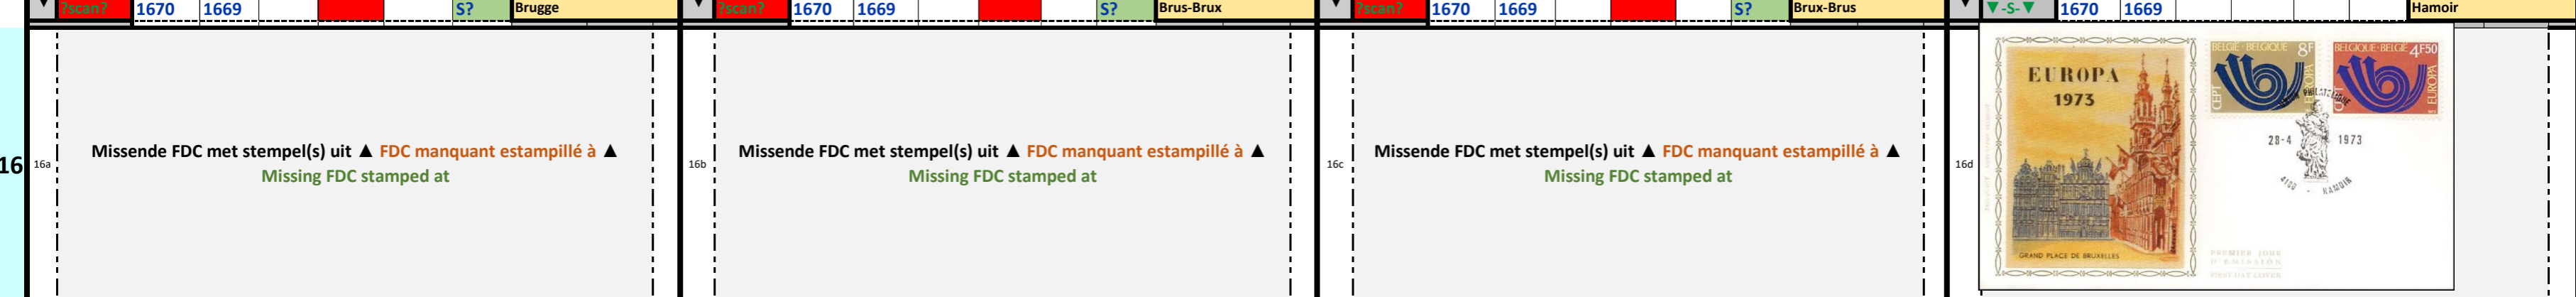 ▼ ?scan? 1670 1669 S? Brugge
▼ ?scan? 1670 1669 S? Brus-Brux
▼ ?scan? 1670 1669 S? Brux-Brus
▼ ▼-S-▼ 1670 1669 Hamoir
16
16a
Missende FDC met stempel(s) uit ▲ FDC manquant estampillé à ▲
Missing FDC stamped at
16b
Missende FDC met stempel(s) uit ▲ FDC manquant estampillé à ▲
Missing FDC stamped at
16c
Missende FDC met stempel(s) uit ▲ FDC manquant estampillé à ▲
Missing FDC stamped at
16d
EUROPA
1973
GRAND PLACE DE BRUXELLES
BELGIE-BELGIQUE 8F
CEPT EUROPA
BELGIQUE-BELGIE 4F50
CEPT EUROPA
28-4 1973
HAMOIR
PREMIER JOUR
D'EMISSION
FIRST DAY COVER